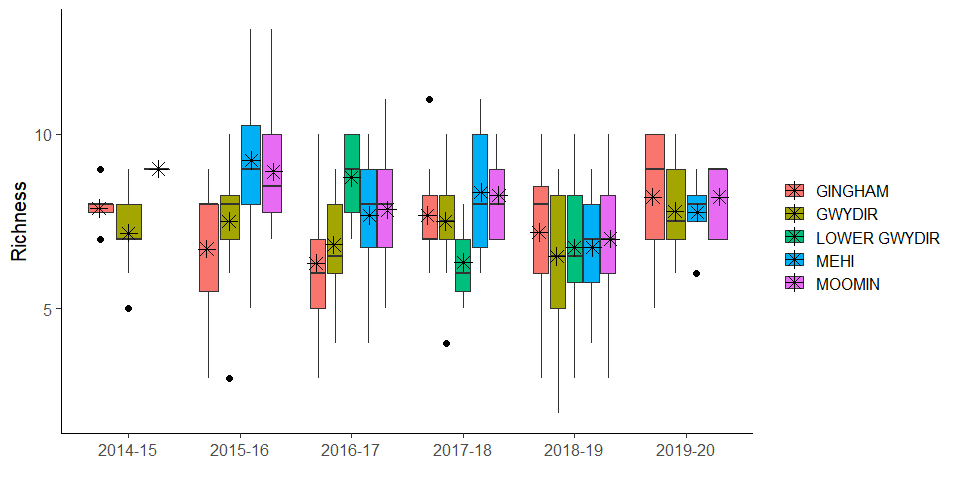 Richness
10
5
2014-15 2015-16 2016-17 2017-18 2018-19 2019-20
GINGHAM
GWYDIR
LOWER GWYDIR
MEHI
MOOMIN